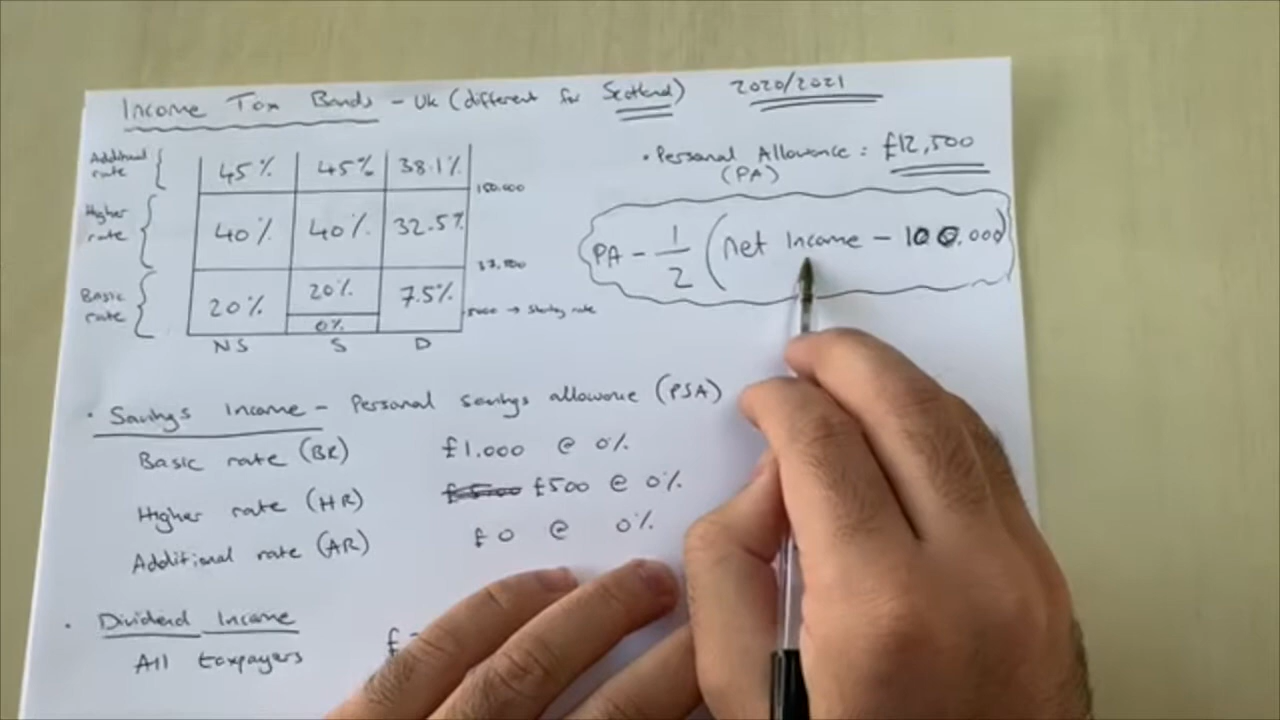 Income Tax Bands - UK (different for Scotland) 2020/2021
Additional rate
45% 45% 38.1%
150.000
Higher rate
40% 40% 32.5%
37.500
Basic rate
20% 20% 7.5%
5000 → Starting rate
0%
NS S D
• Personal Allowance : £12,500
(PA)
PA - 1/2 (net income - 100.000)
• Savings Income - Personal savings allowance (PSA)
Basic rate (BR) £1.000 @ 0%
Higher rate (HR) £500 @ 0%
Additional rate (AR) £0 @ 0%
• Dividend Income
All taxpayers £